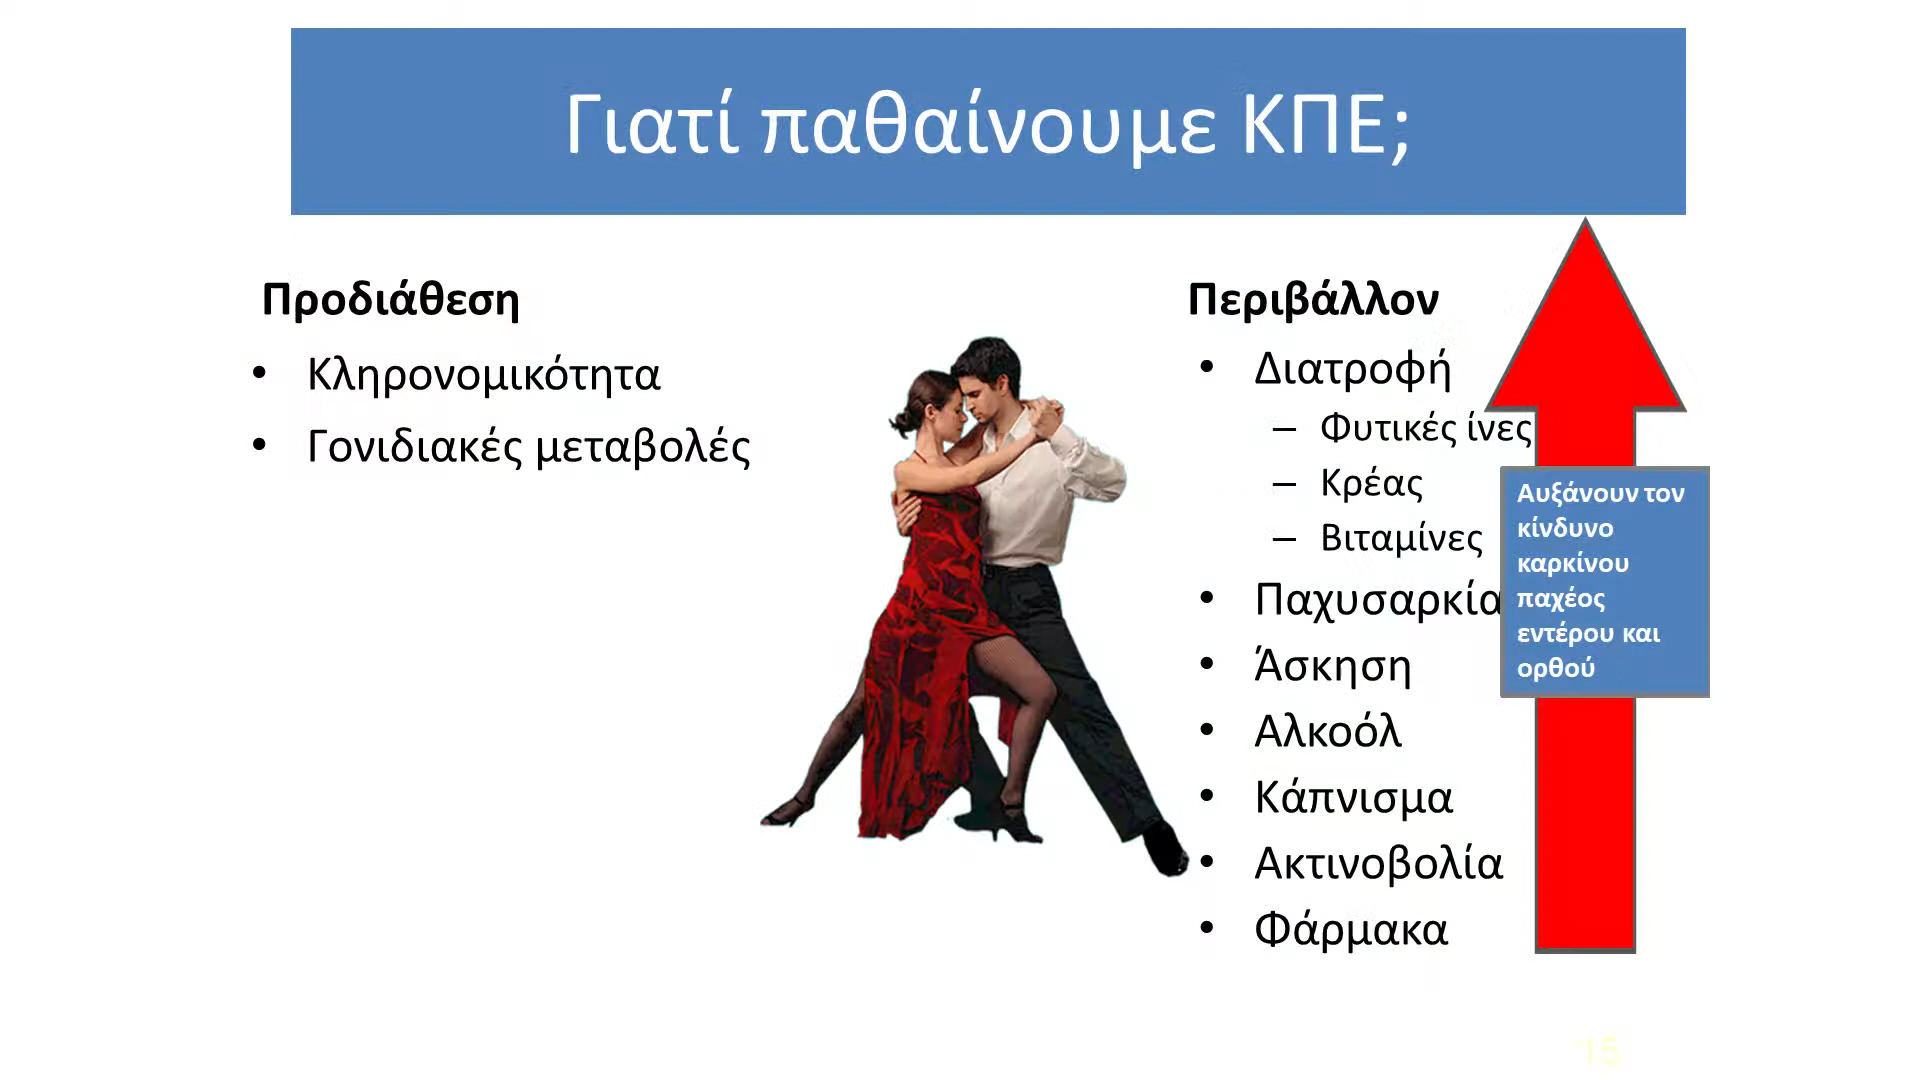 Γιατί παθαίνουμε ΚΠΕ;
Προδιάθεση
• Κληρονομικότητα
• Γονιδιακές μεταβολές
Περιβάλλον
• Διατροφή
– Φυτικές ίνες
– Κρέας
– Βιταμίνες
• Παχυσαρκία
• Άσκηση
• Αλκοόλ
• Κάπνισμα
• Ακτινοβολία
• Φάρμακα
Αυξάνουν τον
κίνδυνο
καρκίνου
παχέος
εντέρου και
ορθού
15